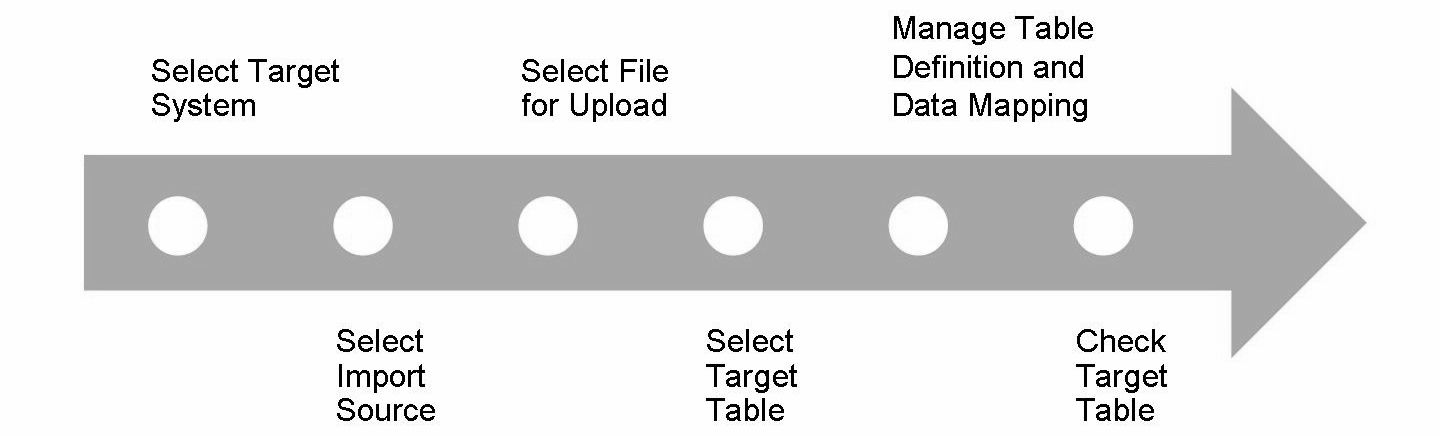 Select Target
System
Select
Import
Source
Select File
for Upload
Select
Target
Table
Manage Table
Definition and
Data Mapping
Check
Target
Table